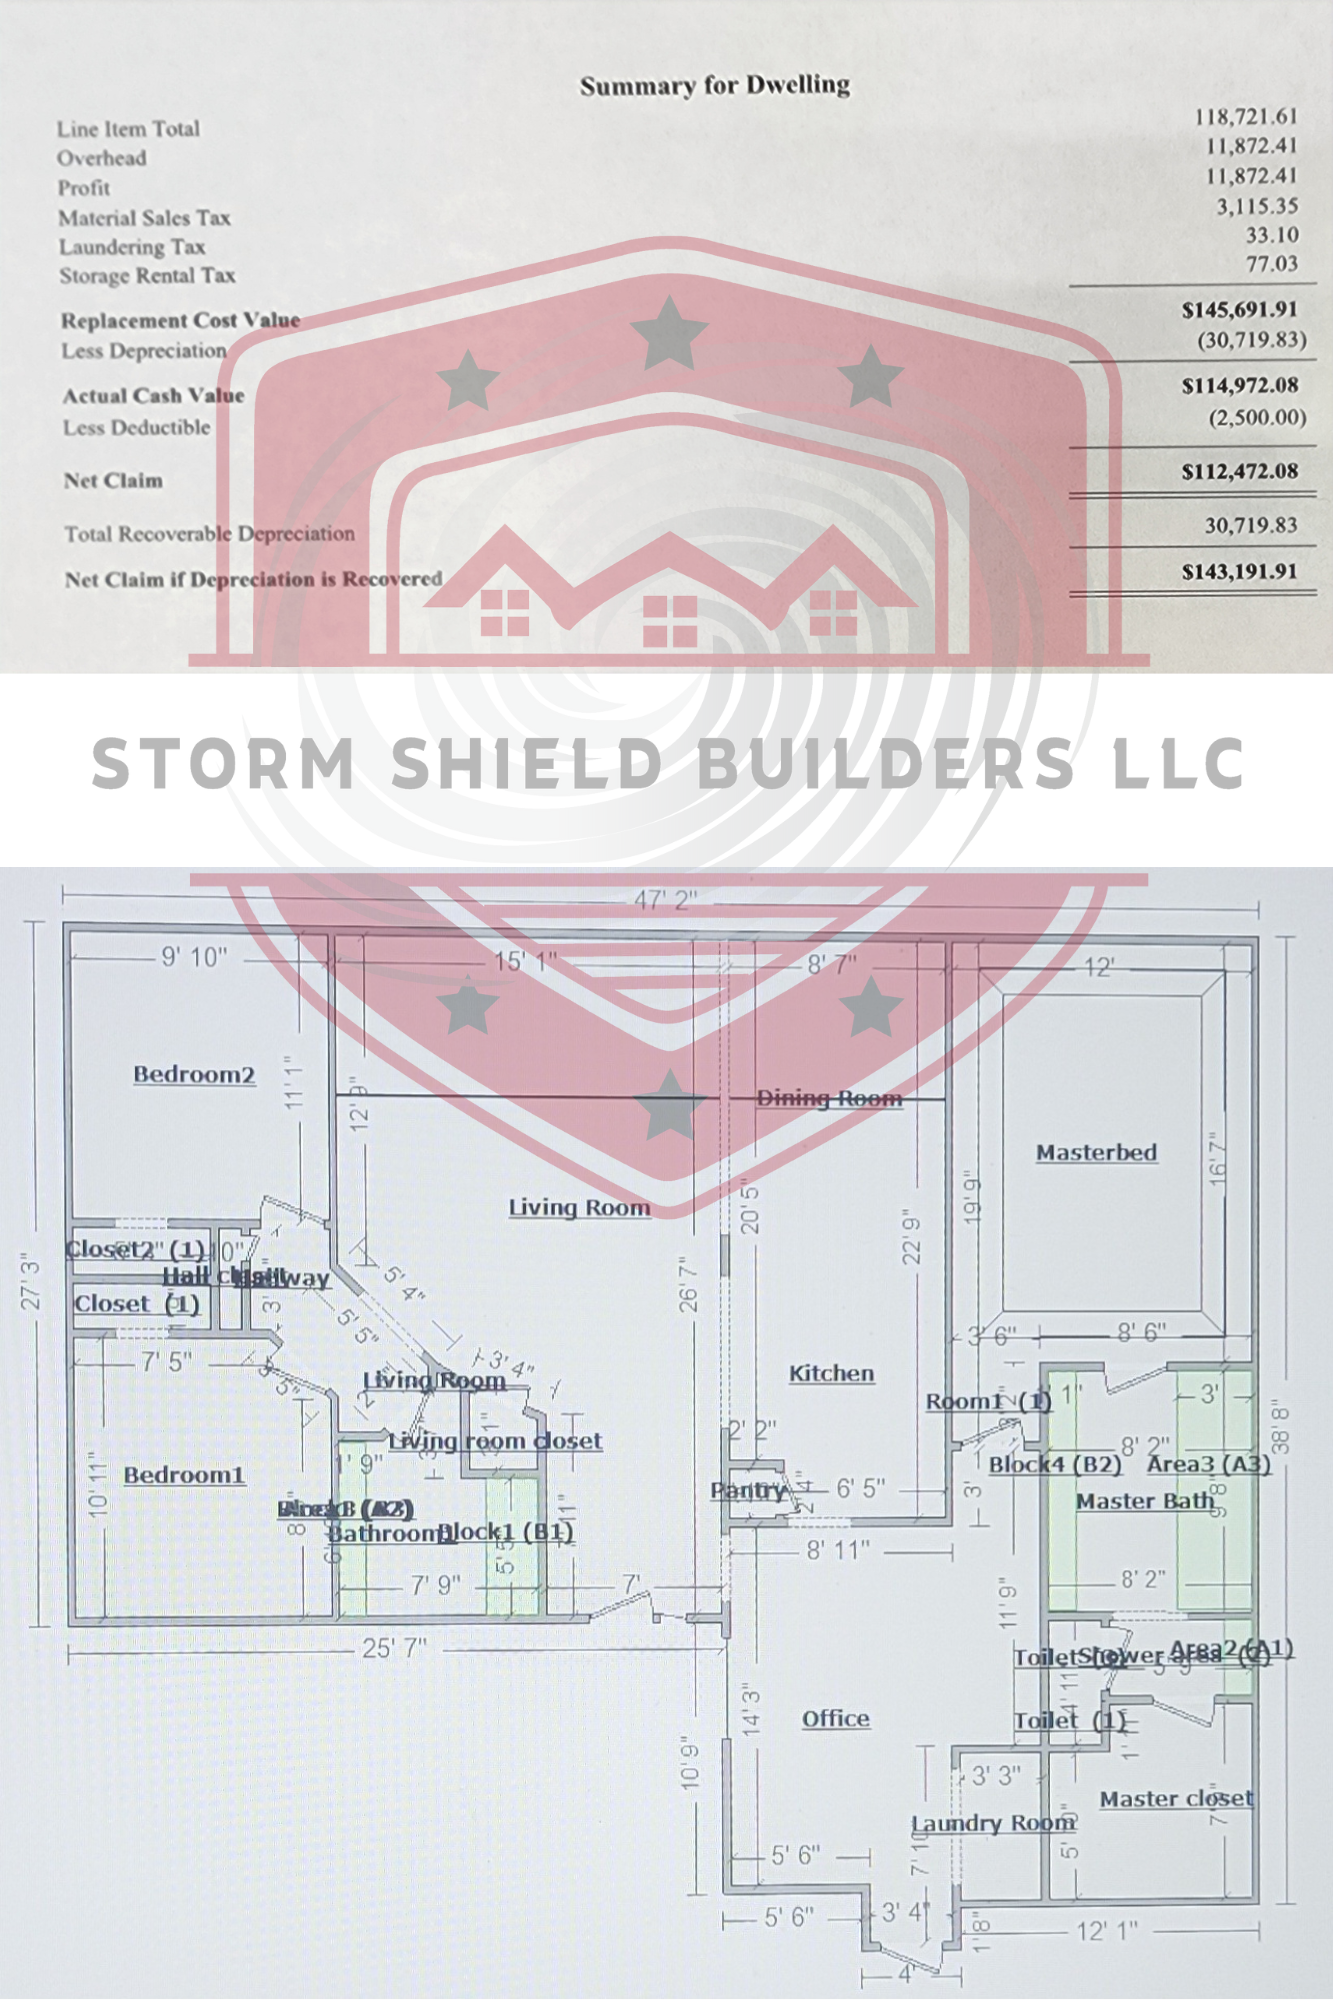 Summary for Dwelling
Line Item Total 118,721.61
Overhead 11,872.41
Profit 11,872.41
Material Sales Tax 3,115.35
Laundering Tax 33.10
Storage Rental Tax 77.03
Replacement Cost Value $145,691.91
Less Depreciation (30,719.83)
Actual Cash Value $114,972.08
Less Deductible (2,500.00)
Net Claim $112,472.08
Total Recoverable Depreciation 30,719.83
Net Claim if Depreciation is Recovered $143,191.91
STORM SHIELD BUILDERS LLC
47' 2"
9' 10" 15' 1" 8' 7" 12'
Bedroom2 11' 1" 12' 9" Dining Room
Masterbed 16' 7"
Living Room 20' 5" 22' 9" 19' 9"
Closet2 (1)
27' 3" Hallway 5' 4" 26' 7"
Closet (1) 3' 5' 5"
7' 5" 3' 4" 3' 6" 8' 6"
Living Room Kitchen
Room1 (1) 1" 3' 38' 8"
Living room closet 2' 2"
1' 9" 8' 2"
Block4 (B2) Area3 (A3)
Bedroom1 10' 11" Pantry 6' 5" 3' Master Bath 9' 8"
Bathroom1 Block1 (B1) 5' 5"
8' 11"
7' 9" 7' 11' 9" 8' 2"
25' 7"
Toilet Shower Area2 (A1)
Office 14' 3" Toilet (1) 4' 11"
10' 9" 3' 3"
Master closet
Laundry Room 7' 10"
5' 6"
5' 6" 3' 4" 1' 8" 12' 1"
4'